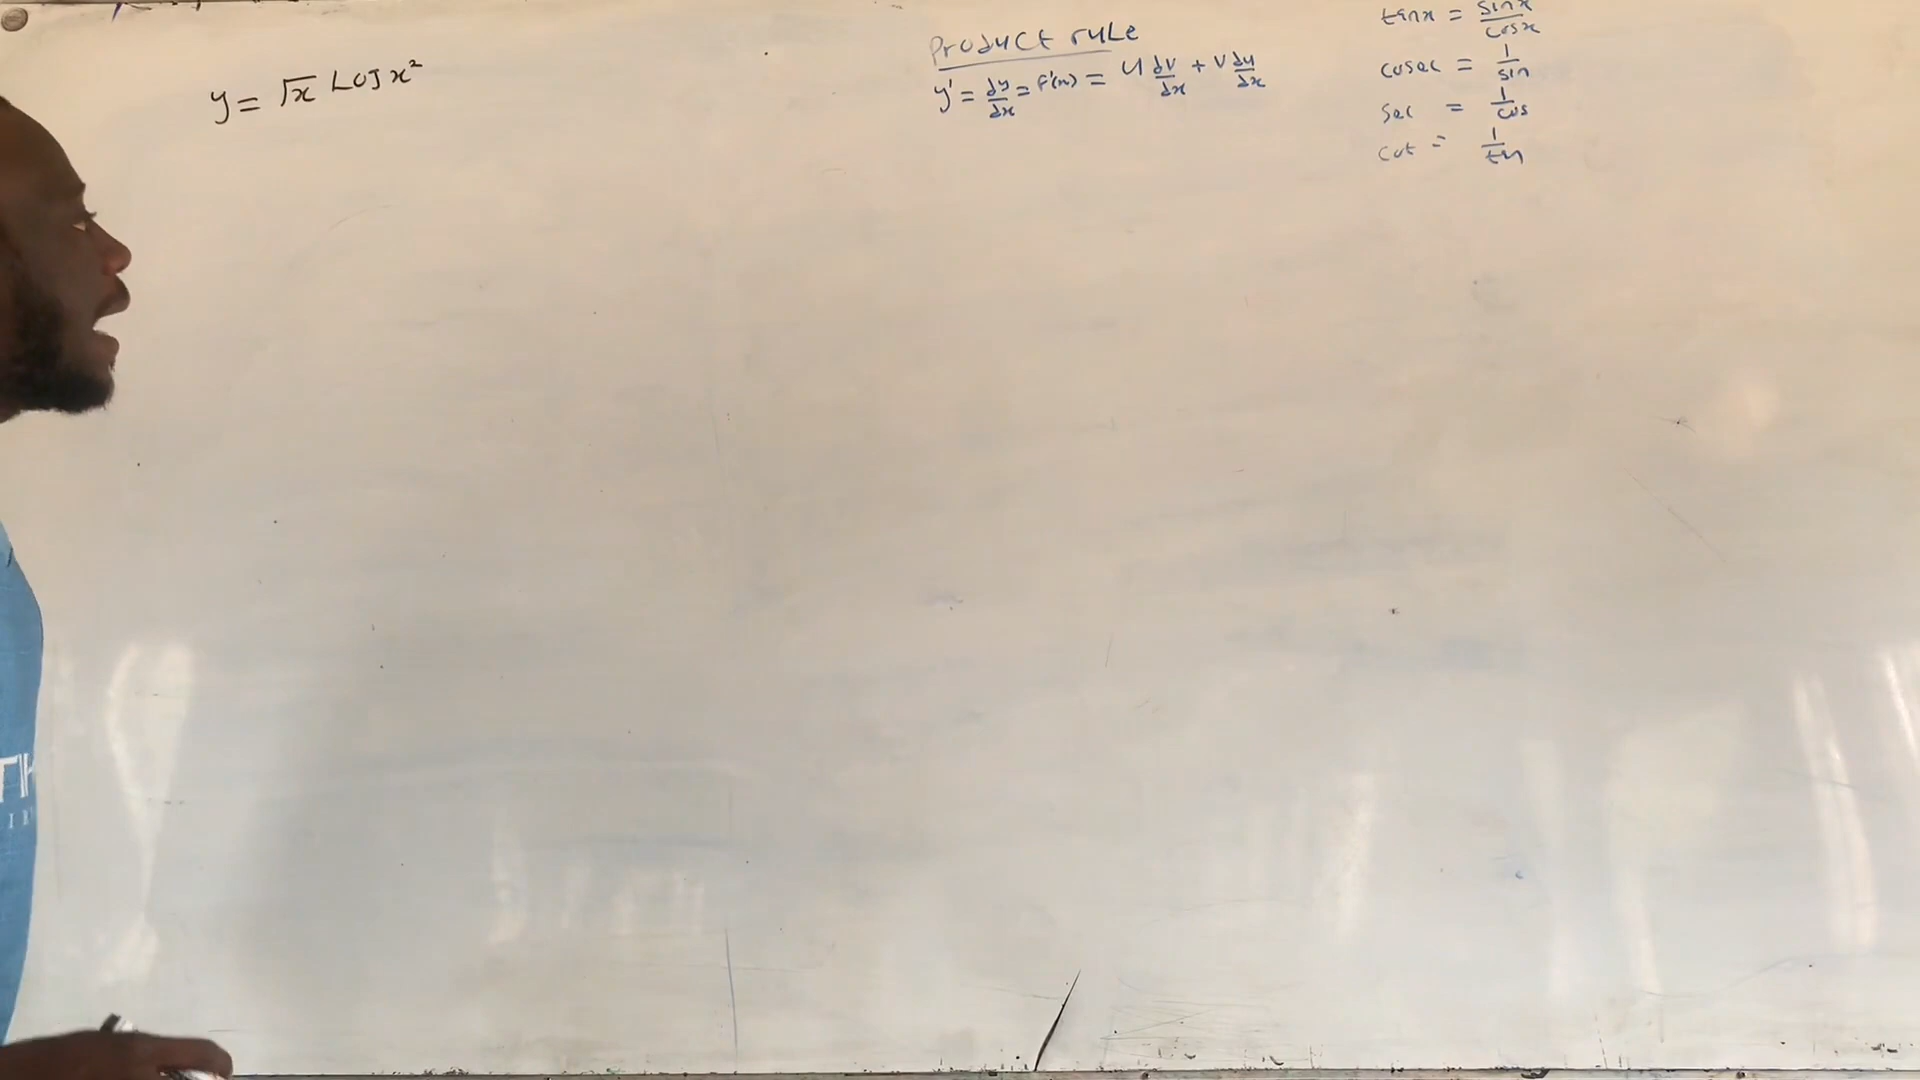 y = √x Log x²
Product rule
y' = dy/dx = f'(x) = u dv/dx + v du/dx
tanx = sinx/cosx
cosec = 1/sin
sec = 1/cos
cot = 1/tan